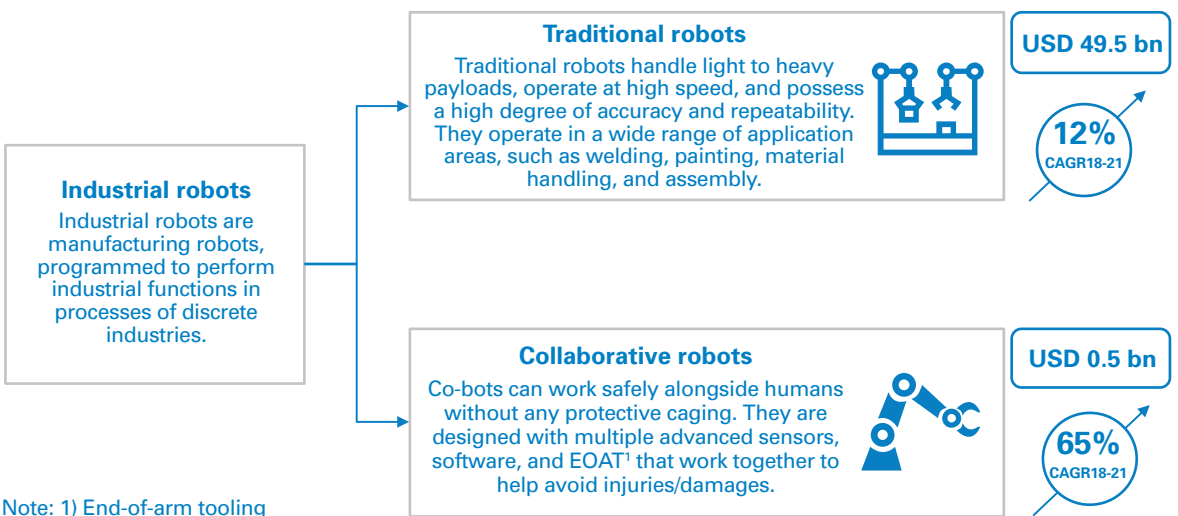 Traditional robots
Traditional robots handle light to heavy
payloads, operate at high speed, and possess
a high degree of accuracy and repeatability.
They operate in a wide range of application
areas, such as welding, painting, material
handling, and assembly.
USD 49.5 bn
12%
CAGR18-21
Industrial robots
Industrial robots are
manufacturing robots,
programmed to perform
industrial functions in
processes of discrete
industries.
Collaborative robots
Co-bots can work safely alongside humans
without any protective caging. They are
designed with multiple advanced sensors,
software, and EOAT¹ that work together to
help avoid injuries/damages.
USD 0.5 bn
65%
CAGR18-21
Note: 1) End-of-arm tooling